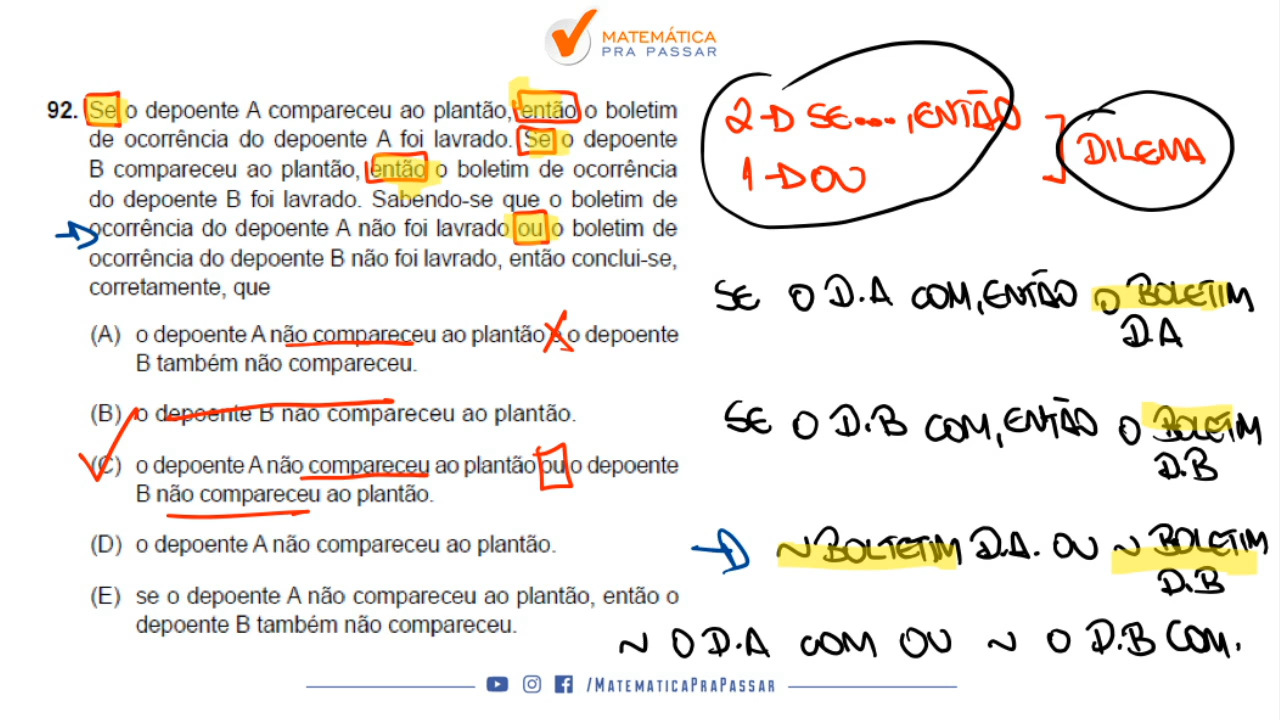 MATEMÁTICA
PRA PASSAR
92. Se o depoente A compareceu ao plantão, então o boletim
de ocorrência do depoente A foi lavrado. Se o depoente
B compareceu ao plantão, então o boletim de ocorrência
do depoente B foi lavrado. Sabendo-se que o boletim de
ocorrência do depoente A não foi lavrado ou o boletim de
ocorrência do depoente B não foi lavrado, então conclui-se,
corretamente, que
(A) o depoente A não compareceu ao plantão e o depoente
B também não compareceu.
(B) o depoente B não compareceu ao plantão.
(C) o depoente A não compareceu ao plantão ou o depoente
B não compareceu ao plantão.
(D) o depoente A não compareceu ao plantão.
(E) se o depoente A não compareceu ao plantão, então o
depoente B também não compareceu.
2-D SE...., ENTÃO
1-D OU
DILEMA
SE O D.A COM, ENTÃO O BOLETIM
D.A
SE O D.B COM, ENTÃO O BOLETIM
D.B
~ BOLTETIM D.A. OU ~ BOLETIM
D.B
~ O D.A COM OU ~ O D.B COM.
/MATEMATICAPRAPASSAR